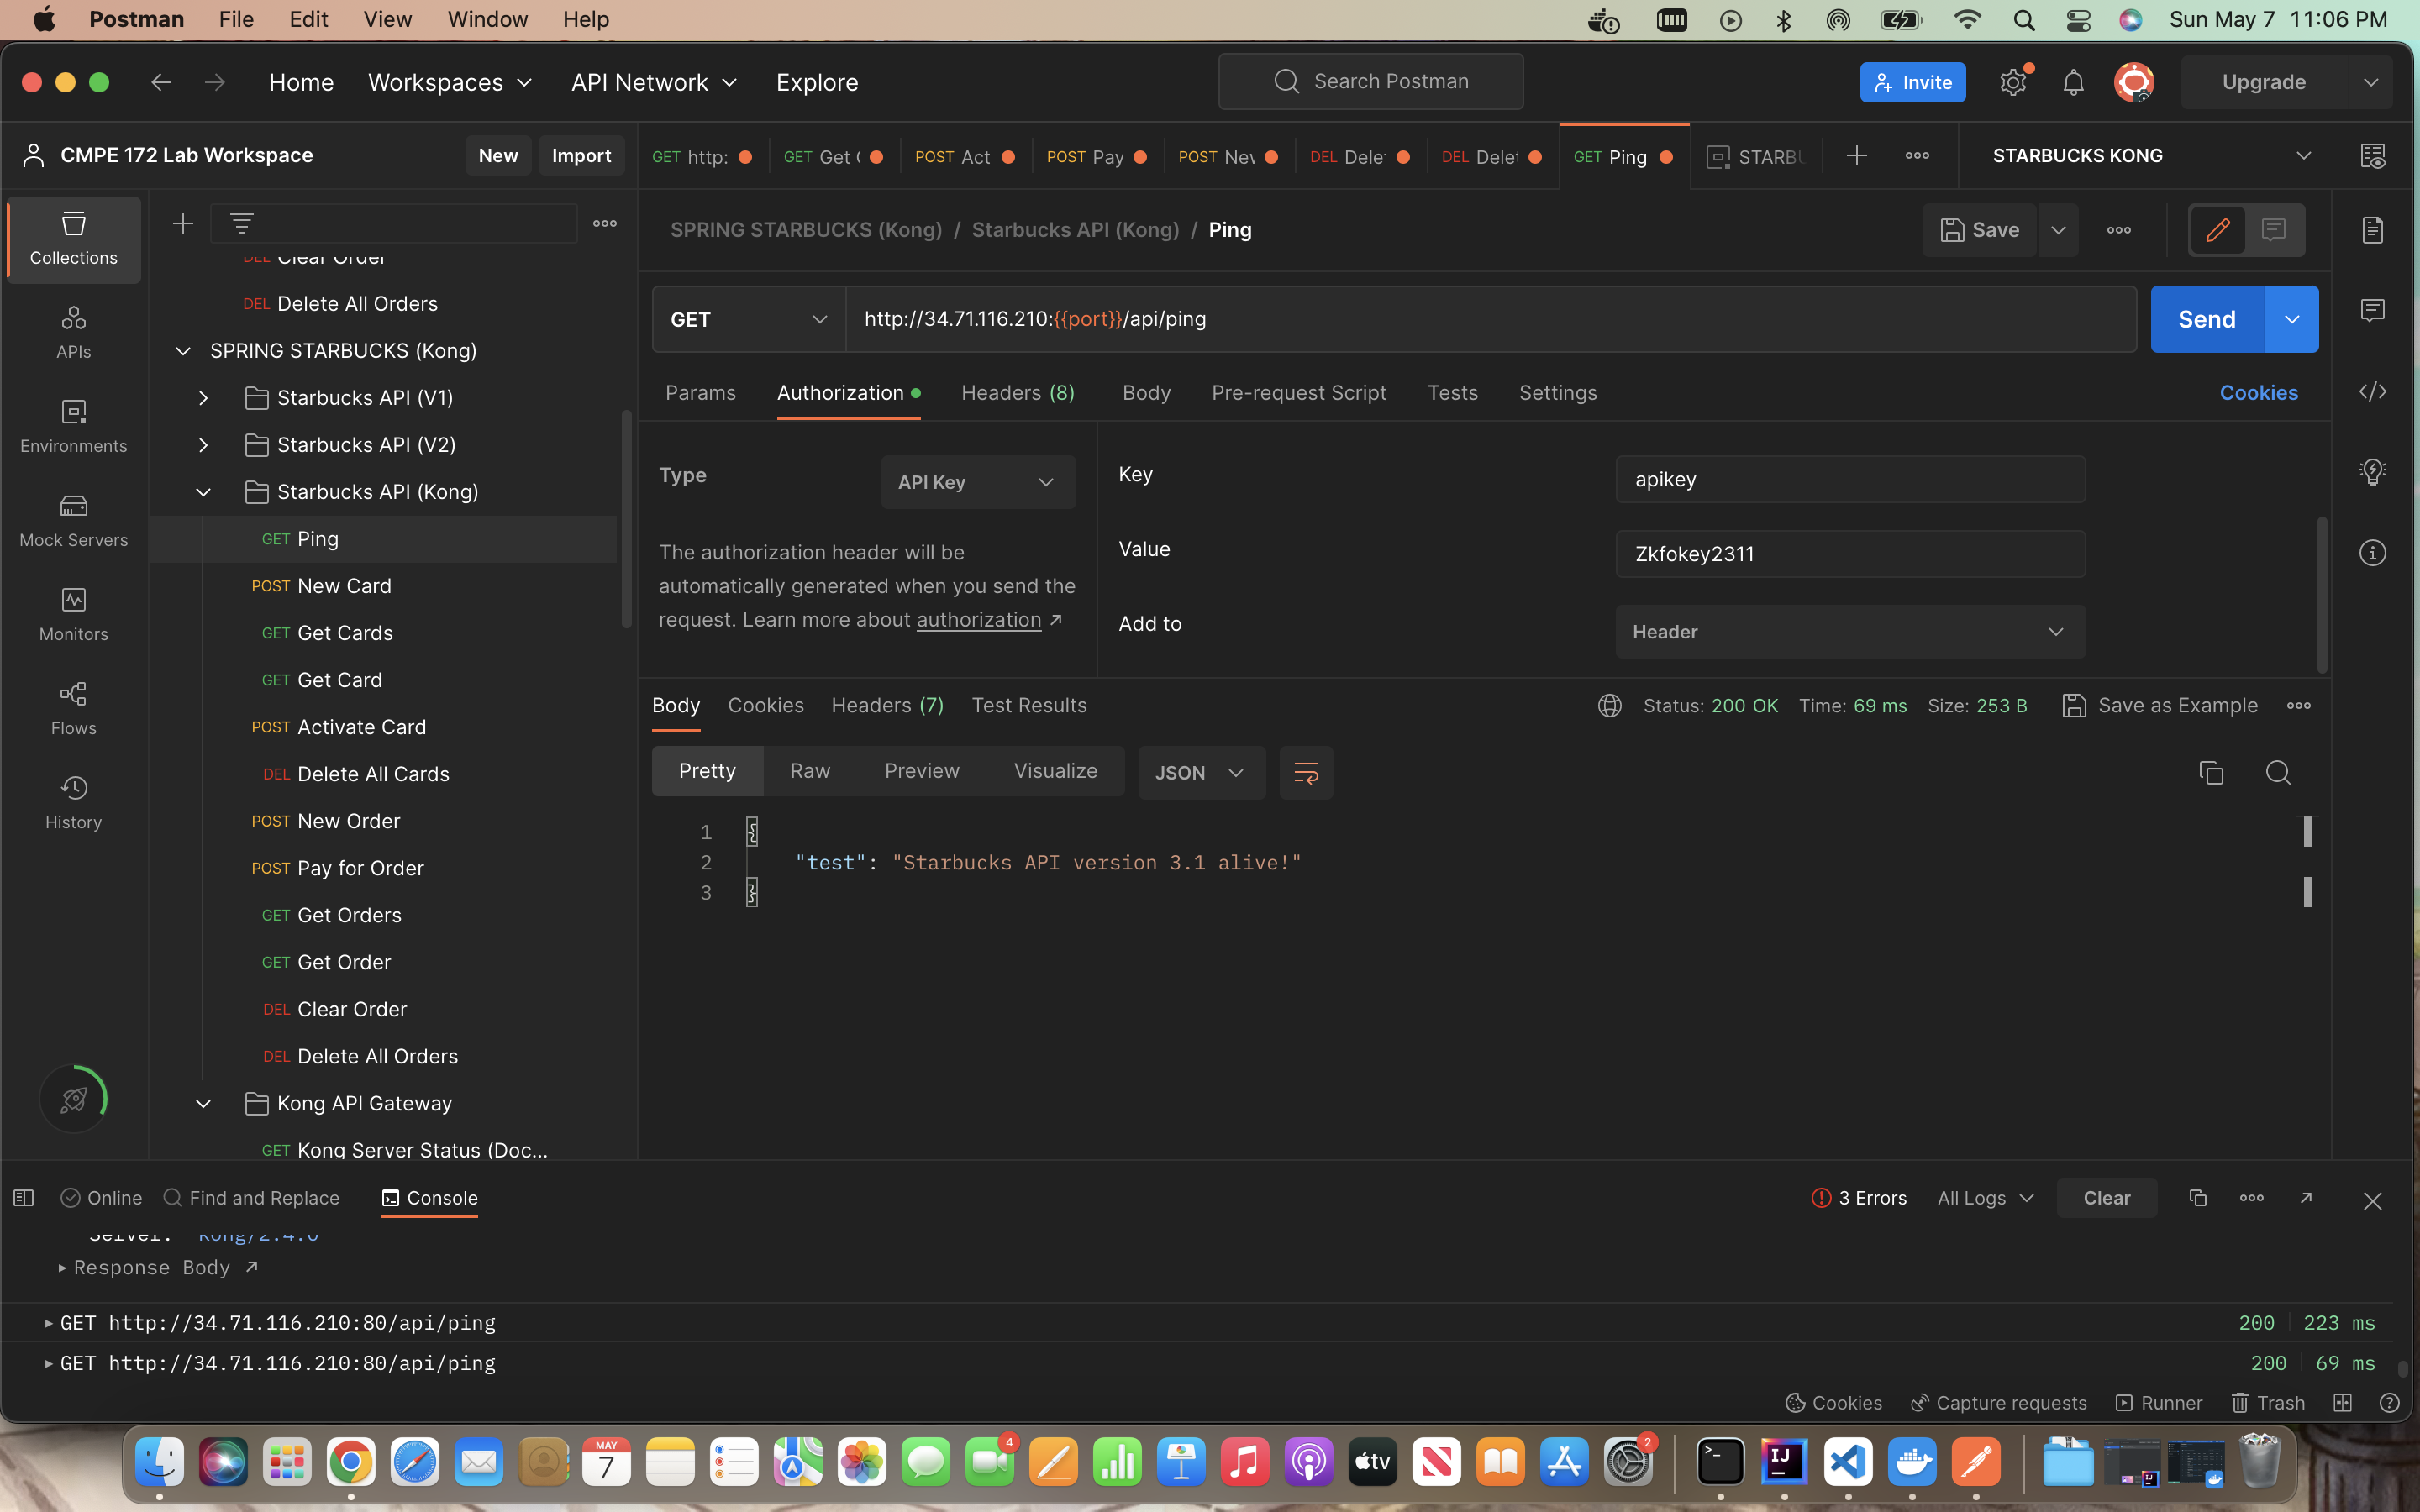 Postman File Edit View Window Help Sun May 7 11:06 PM
Home Workspaces API Network Explore Search Postman Invite Upgrade
CMPE 172 Lab Workspace New Import GET http: GET Get POST Act POST Pay POST Nev DEL Delet DEL Delet GET Ping STARBU STARBUCKS KONG
Collections
APIs
Environments
Mock Servers
Monitors
Flows
History
DEL Clear Order
DEL Delete All Orders
SPRING STARBUCKS (Kong)
Starbucks API (V1)
Starbucks API (V2)
Starbucks API (Kong)
GET Ping
POST New Card
GET Get Cards
GET Get Card
POST Activate Card
DEL Delete All Cards
POST New Order
POST Pay for Order
GET Get Orders
GET Get Order
DEL Clear Order
DEL Delete All Orders
Kong API Gateway
GET Kong Server Status (Doc...
SPRING STARBUCKS (Kong) / Starbucks API (Kong) / Ping Save
GET http://34.71.116.210:{{port}}/api/ping Send
Params Authorization Headers (8) Body Pre-request Script Tests Settings Cookies
Type API Key
The authorization header will be
automatically generated when you send the
request. Learn more about authorization
Key apikey
Value Zkfokey2311
Add to Header
Body Cookies Headers (7) Test Results Status: 200 OK Time: 69 ms Size: 253 B Save as Example
Pretty Raw Preview Visualize JSON
1 {
2 "test": "Starbucks API version 3.1 alive!"
3 }
Online Find and Replace Console 3 Errors All Logs Clear
Server: Kong/2.4.0
Response Body
GET http://34.71.116.210:80/api/ping 200 223 ms
GET http://34.71.116.210:80/api/ping 200 69 ms
Cookies Capture requests Runner Trash
MAY
7
4
tv
2
IJ